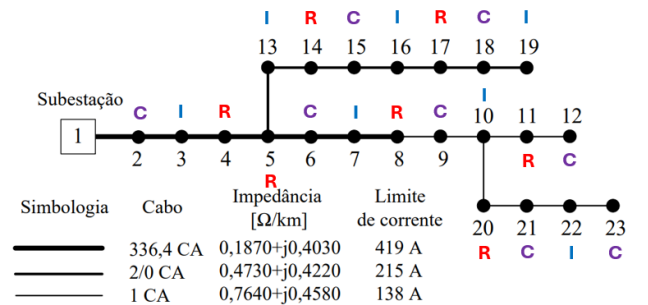 I R C I R C I
13 14 15 16 17 18 19
Subestação
C I R C I R C I
1 10 11 12
2 3 4 5 6 7 8 9
R R C
Simbologia Cabo Impedância [Ω/km] Limite de corrente
20 21 22 23
336,4 CA 0,1870+j0,4030 419 A
R C I C
2/0 CA 0,4730+j0,4220 215 A
1 CA 0,7640+j0,4580 138 A